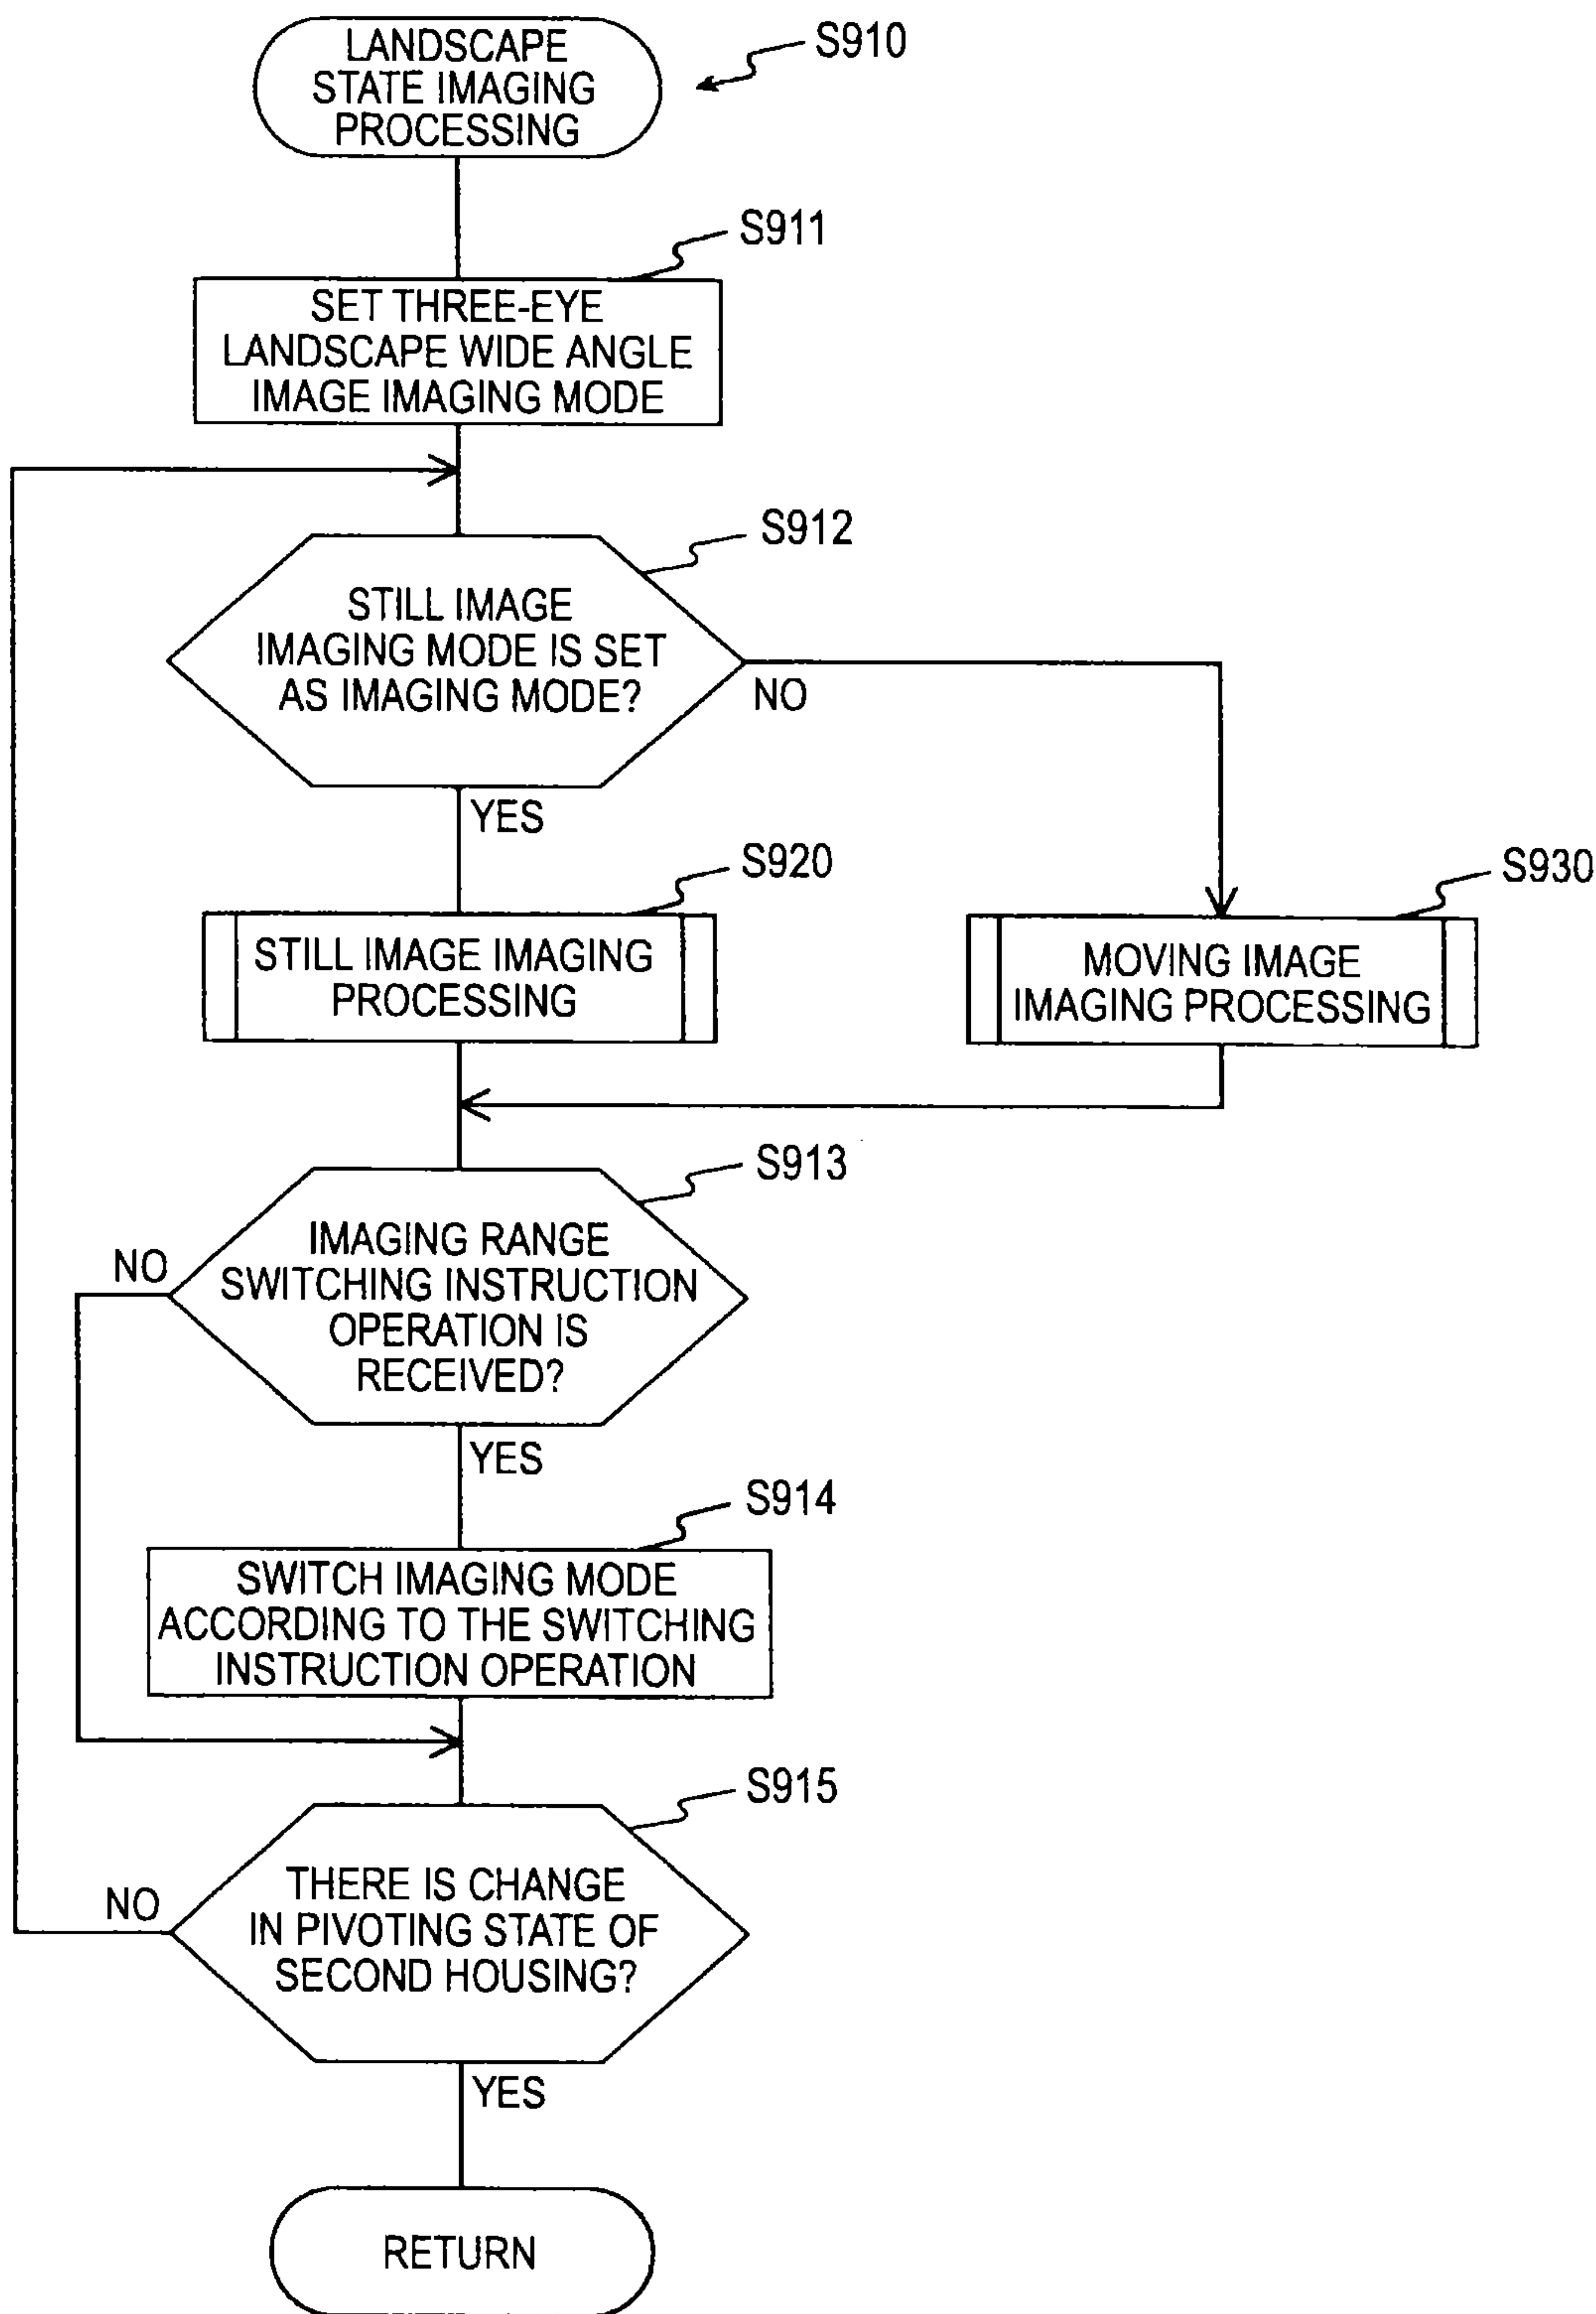 LANDSCAPE
STATE IMAGING
PROCESSING
S910
S911
SET THREE-EYE
LANDSCAPE WIDE ANGLE
IMAGE IMAGING MODE
S912
STILL IMAGE
IMAGING MODE IS SET
AS IMAGING MODE?
NO
YES
S920
STILL IMAGE IMAGING
PROCESSING
S930
MOVING IMAGE
IMAGING PROCESSING
S913
IMAGING RANGE
SWITCHING INSTRUCTION
OPERATION IS
RECEIVED?
NO
YES
S914
SWITCH IMAGING MODE
ACCORDING TO THE SWITCHING
INSTRUCTION OPERATION
S915
THERE IS CHANGE
IN PIVOTING STATE OF
SECOND HOUSING?
NO
YES
RETURN